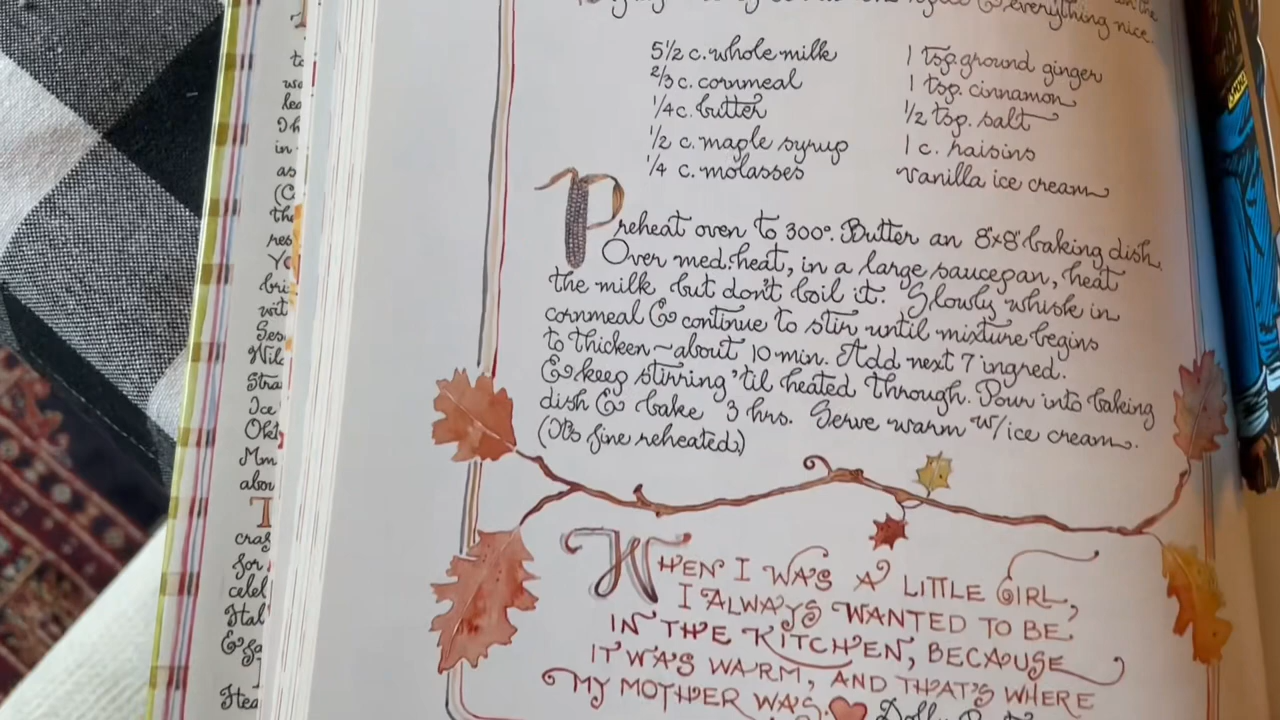 & everything nice.
5½ c. whole milk
⅔ c. cornmeal
¼ c. butter
½ c. maple syrup
¼ c. molasses
1 tsp. ground ginger
1 tsp. cinnamon
½ tsp. salt
1 c. raisins
vanilla ice cream
Preheat oven to 300°. Butter an 8"x8" baking dish.
Over med. heat, in a large saucepan, heat
the milk but don't boil it. Slowly whisk in
cornmeal & continue to stir until mixture begins
to thicken ~ about 10 min. Add next 7 ingred.
& keep stirring 'til heated through. Pour into baking
dish & bake 3 hrs. Serve warm w/ice cream.
(It's fine reheated.)
WHEN I WAS A LITTLE GIRL,
I ALWAYS WANTED TO BE
IN THE KITCHEN, BECAUSE
IT WAS WARM, AND THAT'S WHERE
MY MOTHER WAS. ♥ Dolly